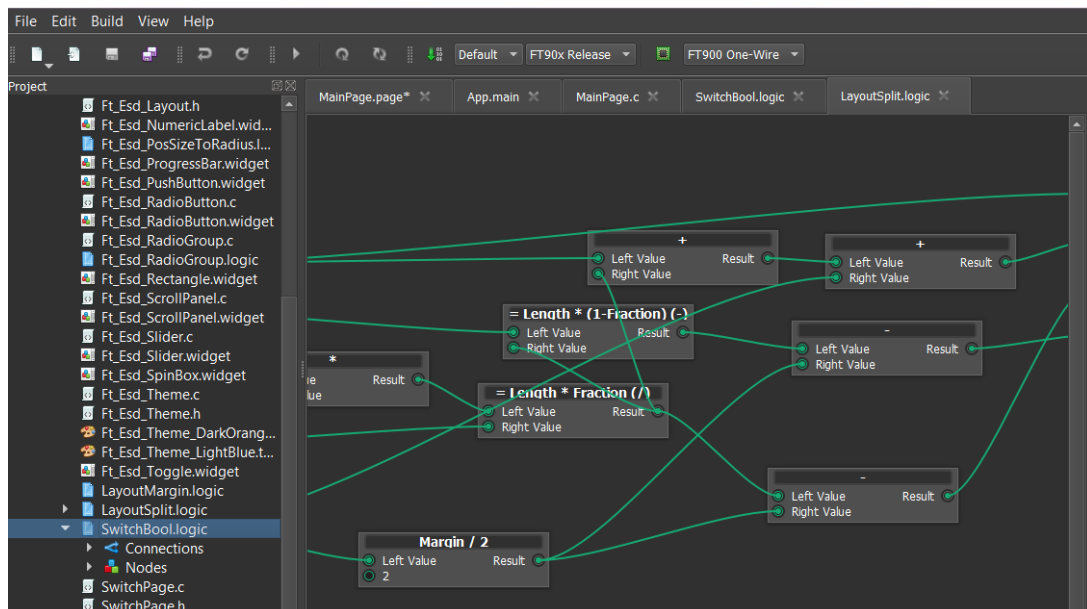 File Edit Build View Help
Default FT90x Release FT900 One-Wire
Project
Ft_Esd_Layout.h
Ft_Esd_NumericLabel.wid...
Ft_Esd_PosSizeToRadius.l...
Ft_Esd_ProgressBar.widget
Ft_Esd_PushButton.widget
Ft_Esd_RadioButton.c
Ft_Esd_RadioButton.widget
Ft_Esd_RadioGroup.c
Ft_Esd_RadioGroup.logic
Ft_Esd_Rectangle.widget
Ft_Esd_ScrollPanel.c
Ft_Esd_ScrollPanel.widget
Ft_Esd_Slider.c
Ft_Esd_Slider.widget
Ft_Esd_SpinBox.widget
Ft_Esd_Theme.c
Ft_Esd_Theme.h
Ft_Esd_Theme_DarkOrang...
Ft_Esd_Theme_LightBlue.t...
Ft_Esd_Toggle.widget
LayoutMargin.logic
LayoutSplit.logic
SwitchBool.logic
Connections
Nodes
SwitchPage.c
SwitchPage.h
MainPage.page* App.main MainPage.c SwitchBool.logic LayoutSplit.logic
+
Left Value Result
Right Value
+
Left Value Result
Right Value
= Length * (1-Fraction) (-)
Left Value Result
Right Value
-
Left Value Result
Right Value
*
Result
= Length * Fraction (/)
Left Value Result
Right Value
-
Left Value Result
Right Value
Margin / 2
Left Value Result
2